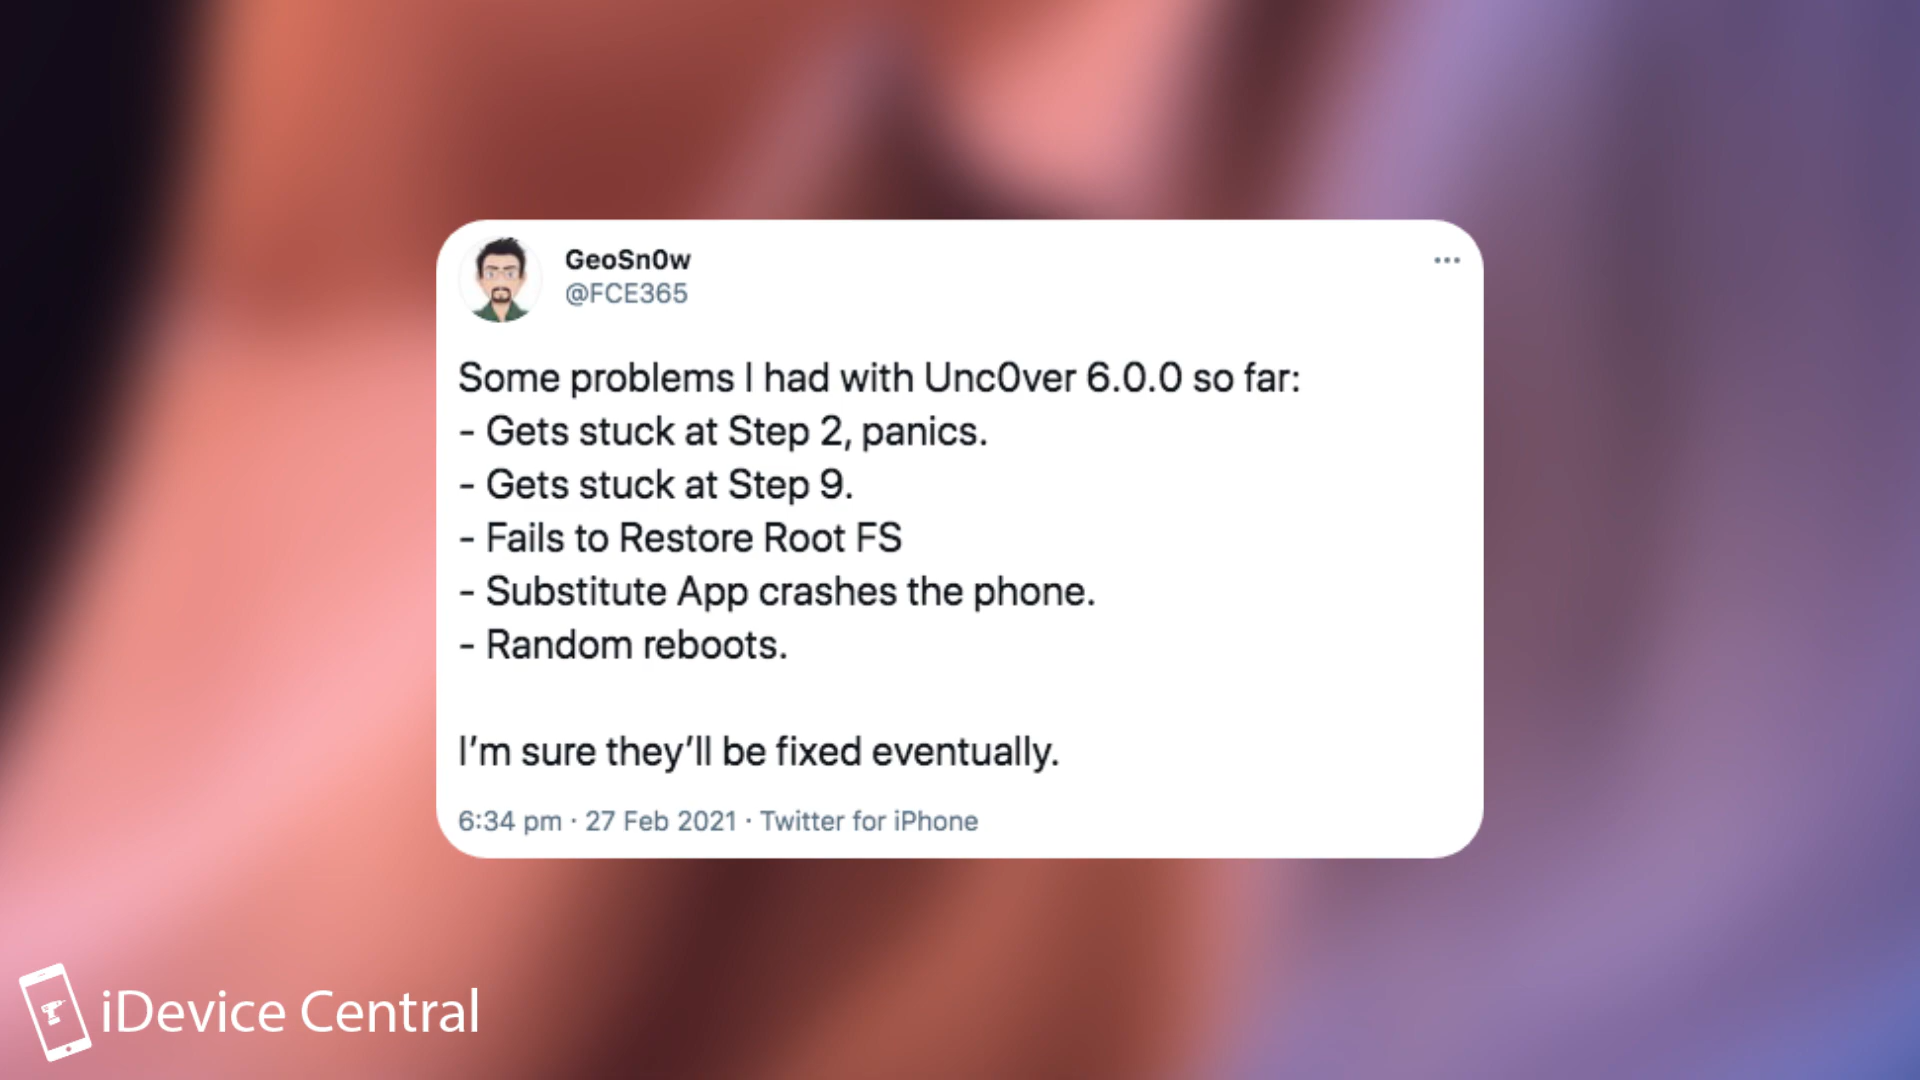 GeoSn0w
@FCE365
Some problems I had with Unc0ver 6.0.0 so far:
- Gets stuck at Step 2, panics.
- Gets stuck at Step 9.
- Fails to Restore Root FS
- Substitute App crashes the phone.
- Random reboots.
I’m sure they’ll be fixed eventually.
6:34 pm · 27 Feb 2021 · Twitter for iPhone
iDevice Central